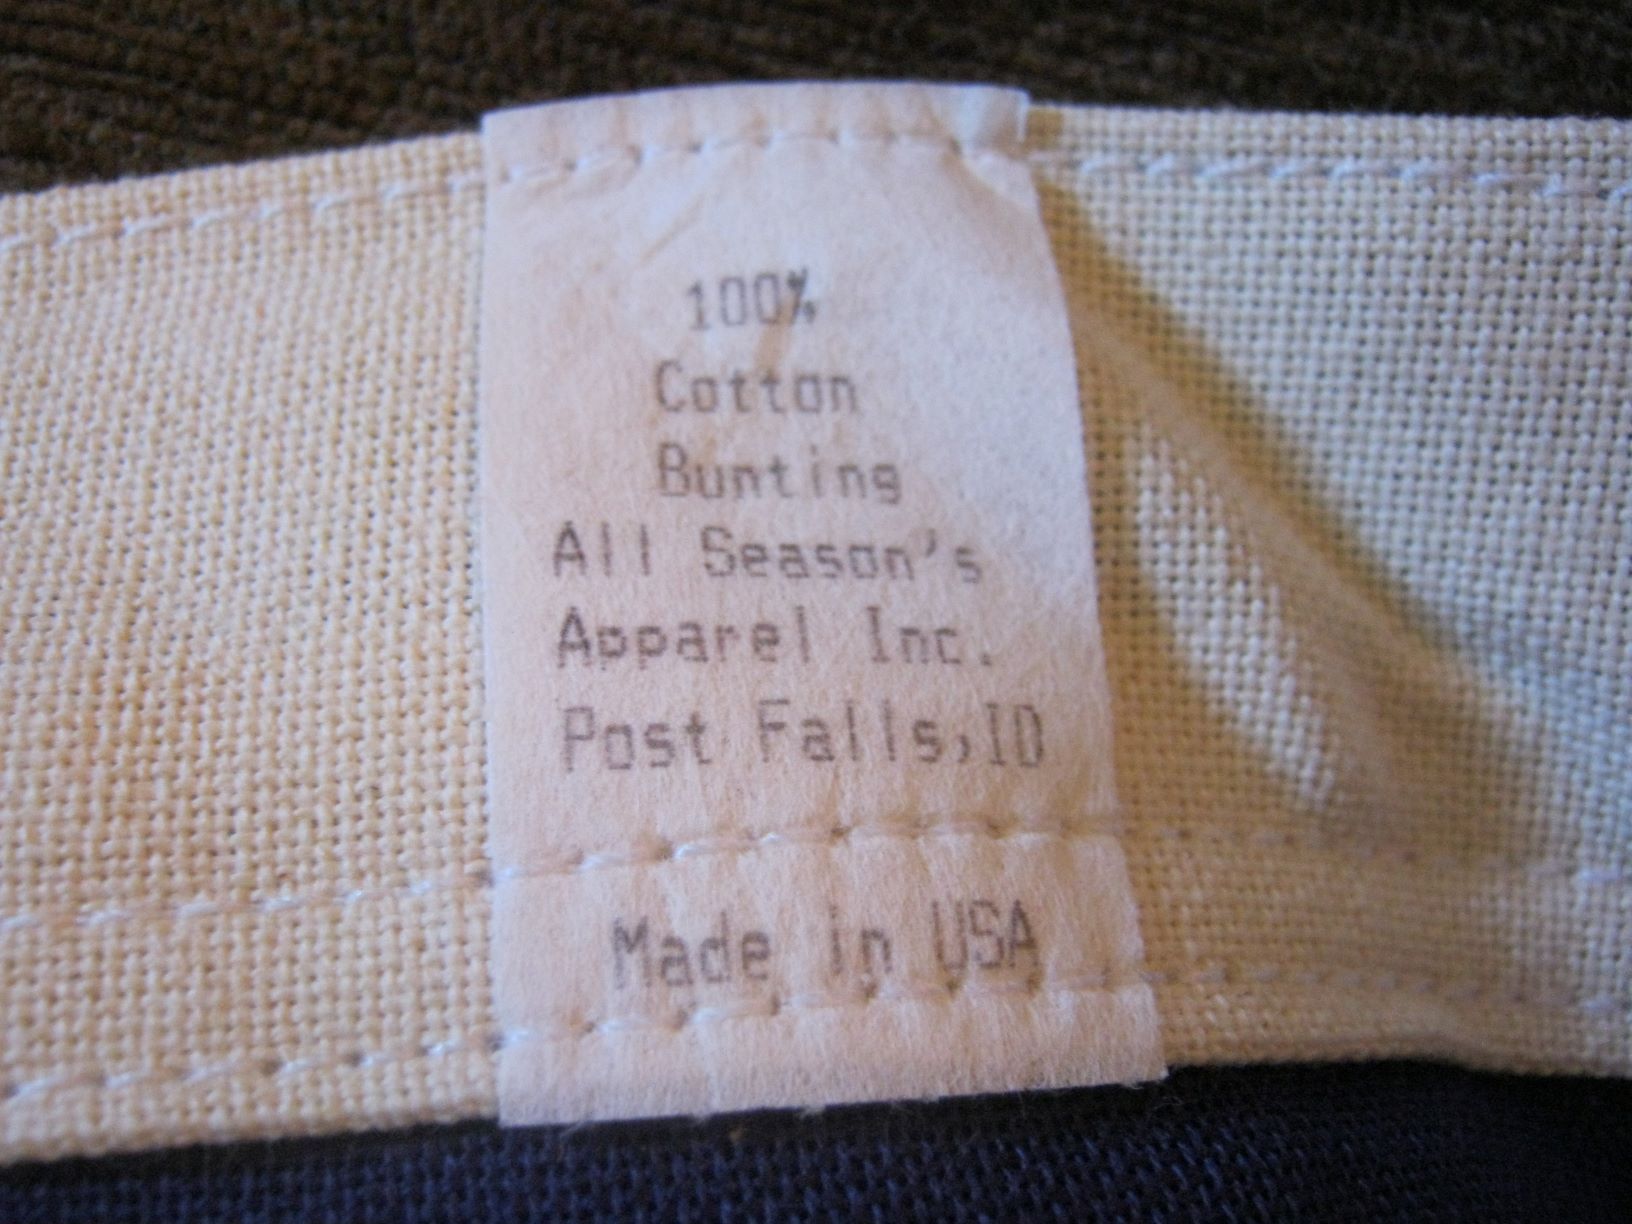 100%
Cotton
Bunting
All Season's
Apparel Inc.
Post Falls,ID
Made in USA